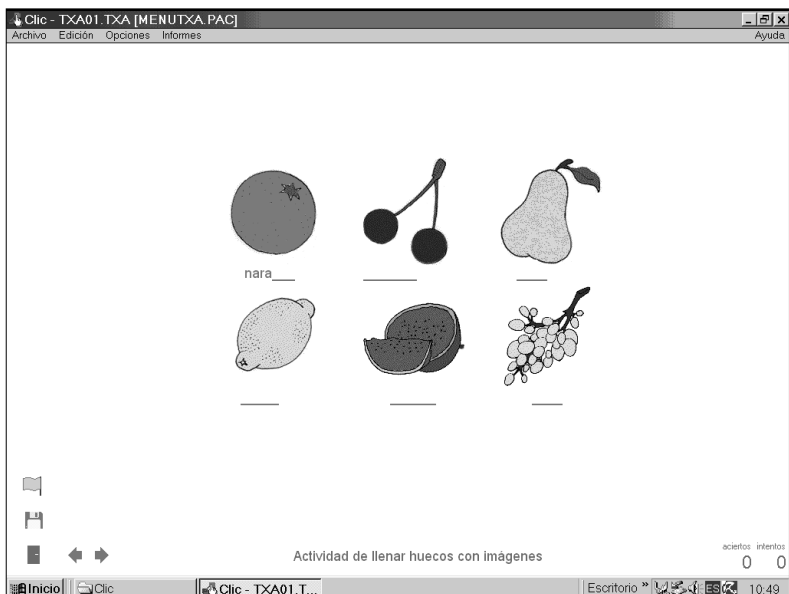 Clic - TXA01.TXA [MENUTXA.PAC]
Archivo Edición Opciones Informes Ayuda
nara___
Actividad de llenar huecos con imágenes
aciertos intentos
0 0
Inicio Clic Clic - TXA01.T... Escritorio » ES 10:49